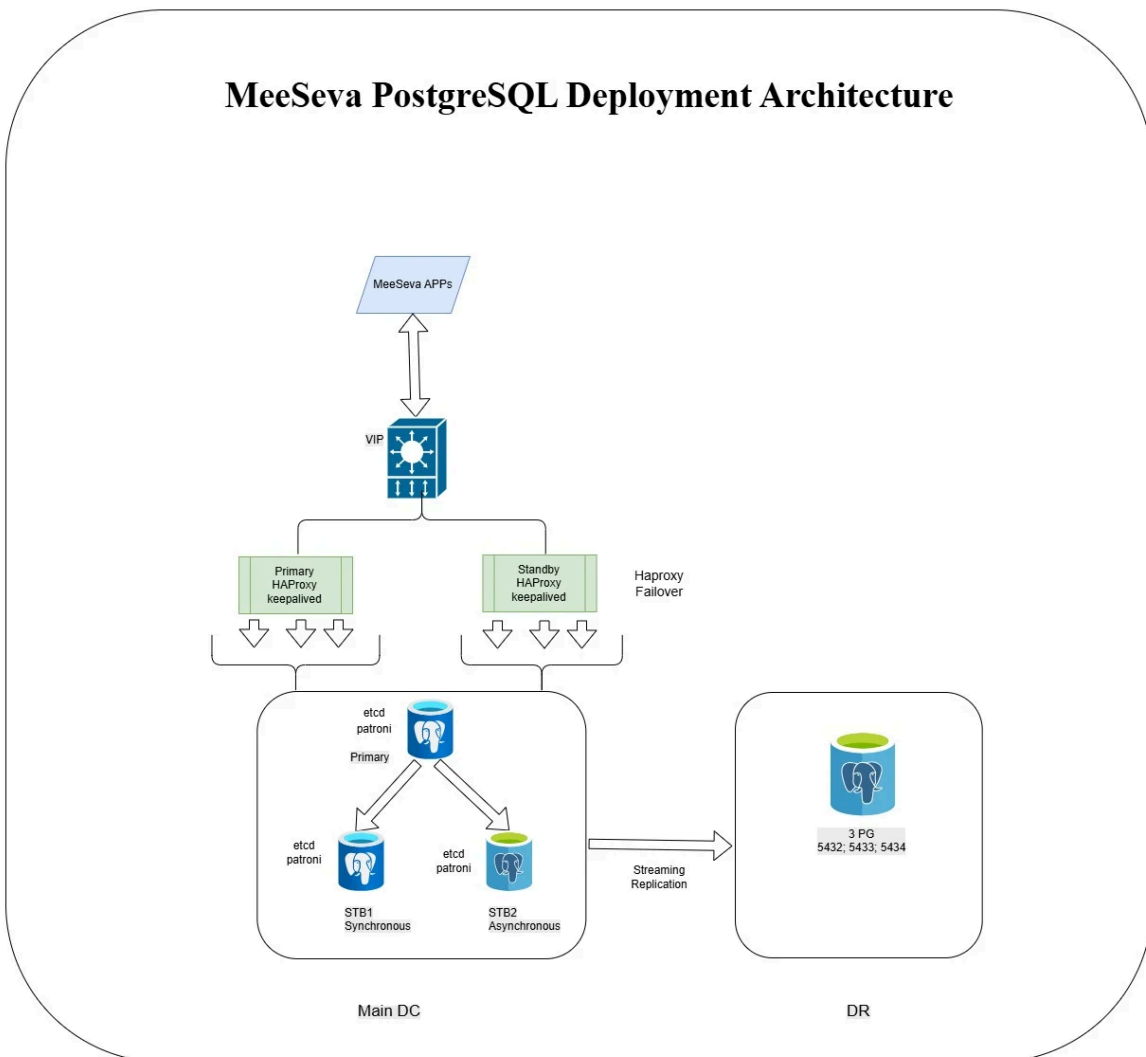 MeeSeva PostgreSQL Deployment Architecture
MeeSeva APPs
VIP
Primary
HAProxy
keepalived
Standby
HAProxy
keepalived
Haproxy
Failover
etcd
patroni
Primary
etcd
patroni
STB1
Synchronous
etcd
patroni
STB2
Asynchronous
Streaming
Replication
3 PG
5432; 5433; 5434
Main DC
DR